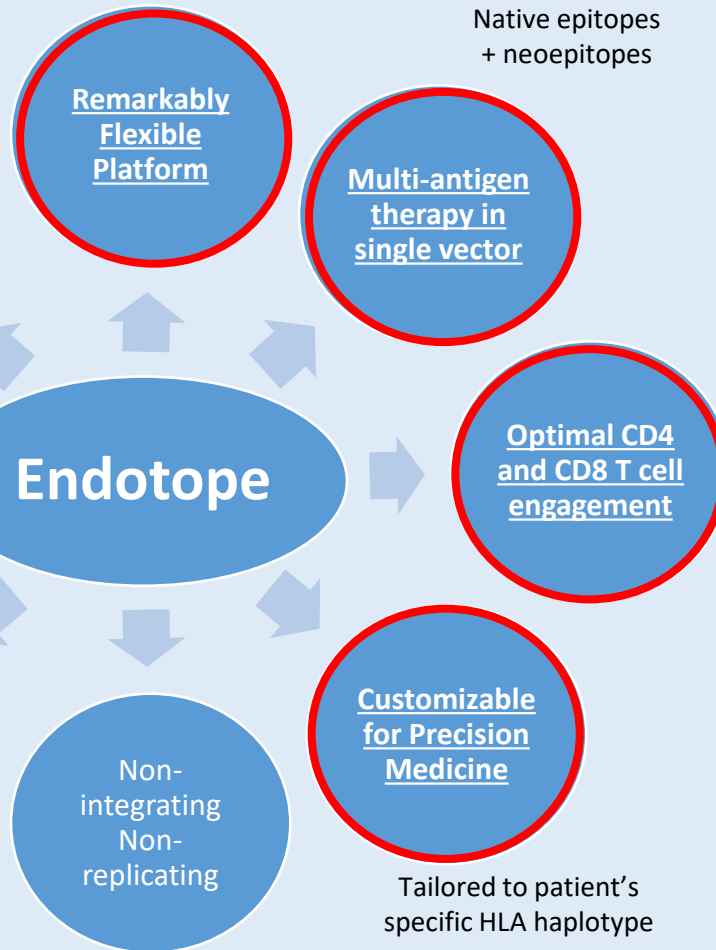 Native epitopes
+ neoepitopes
Remarkably
Flexible
Platform
Multi-antigen
therapy in
single vector
Optimal CD4
and CD8 T cell
engagement
Endotope
Customizable
for Precision
Medicine
Non-
integrating
Non-
replicating
Tailored to patient's
specific HLA haplotype